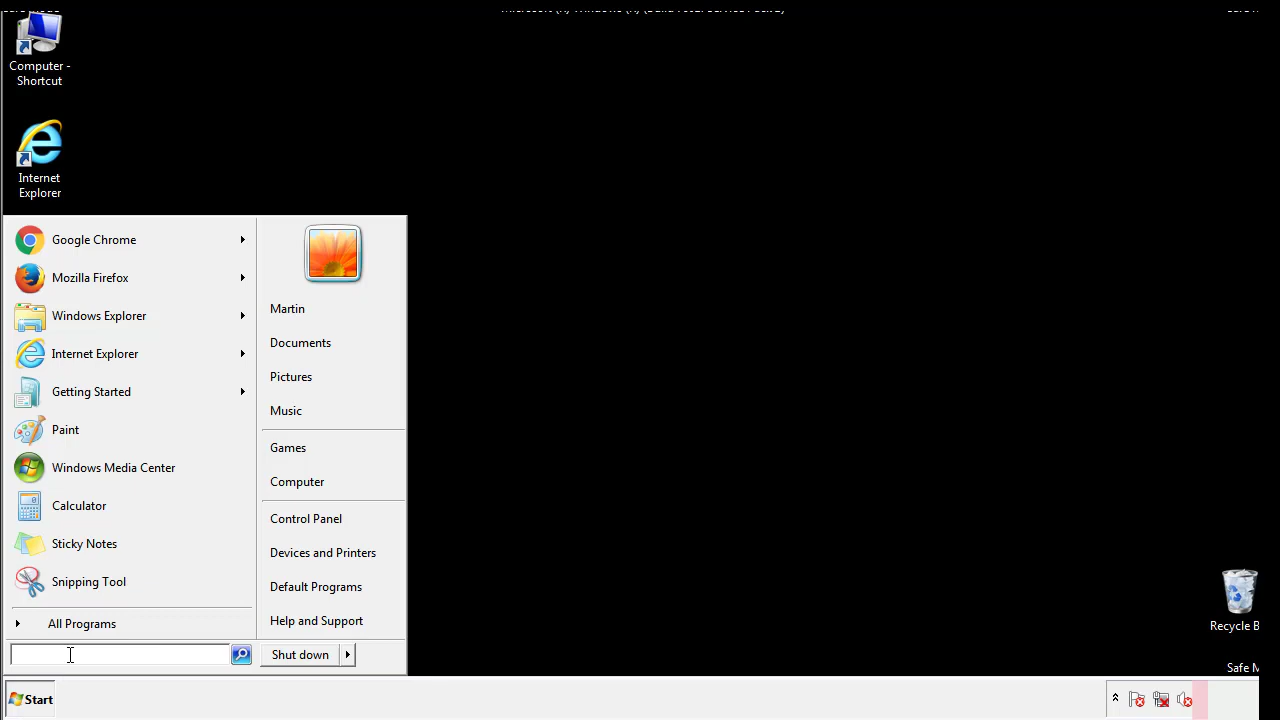 Computer -
Shortcut
Internet
Explorer
Google Chrome
Mozilla Firefox
Windows Explorer
Internet Explorer
Getting Started
Paint
Windows Media Center
Calculator
Sticky Notes
Snipping Tool
All Programs
Martin
Documents
Pictures
Music
Games
Computer
Control Panel
Devices and Printers
Default Programs
Help and Support
Shut down
Recycle B
Safe M
Start